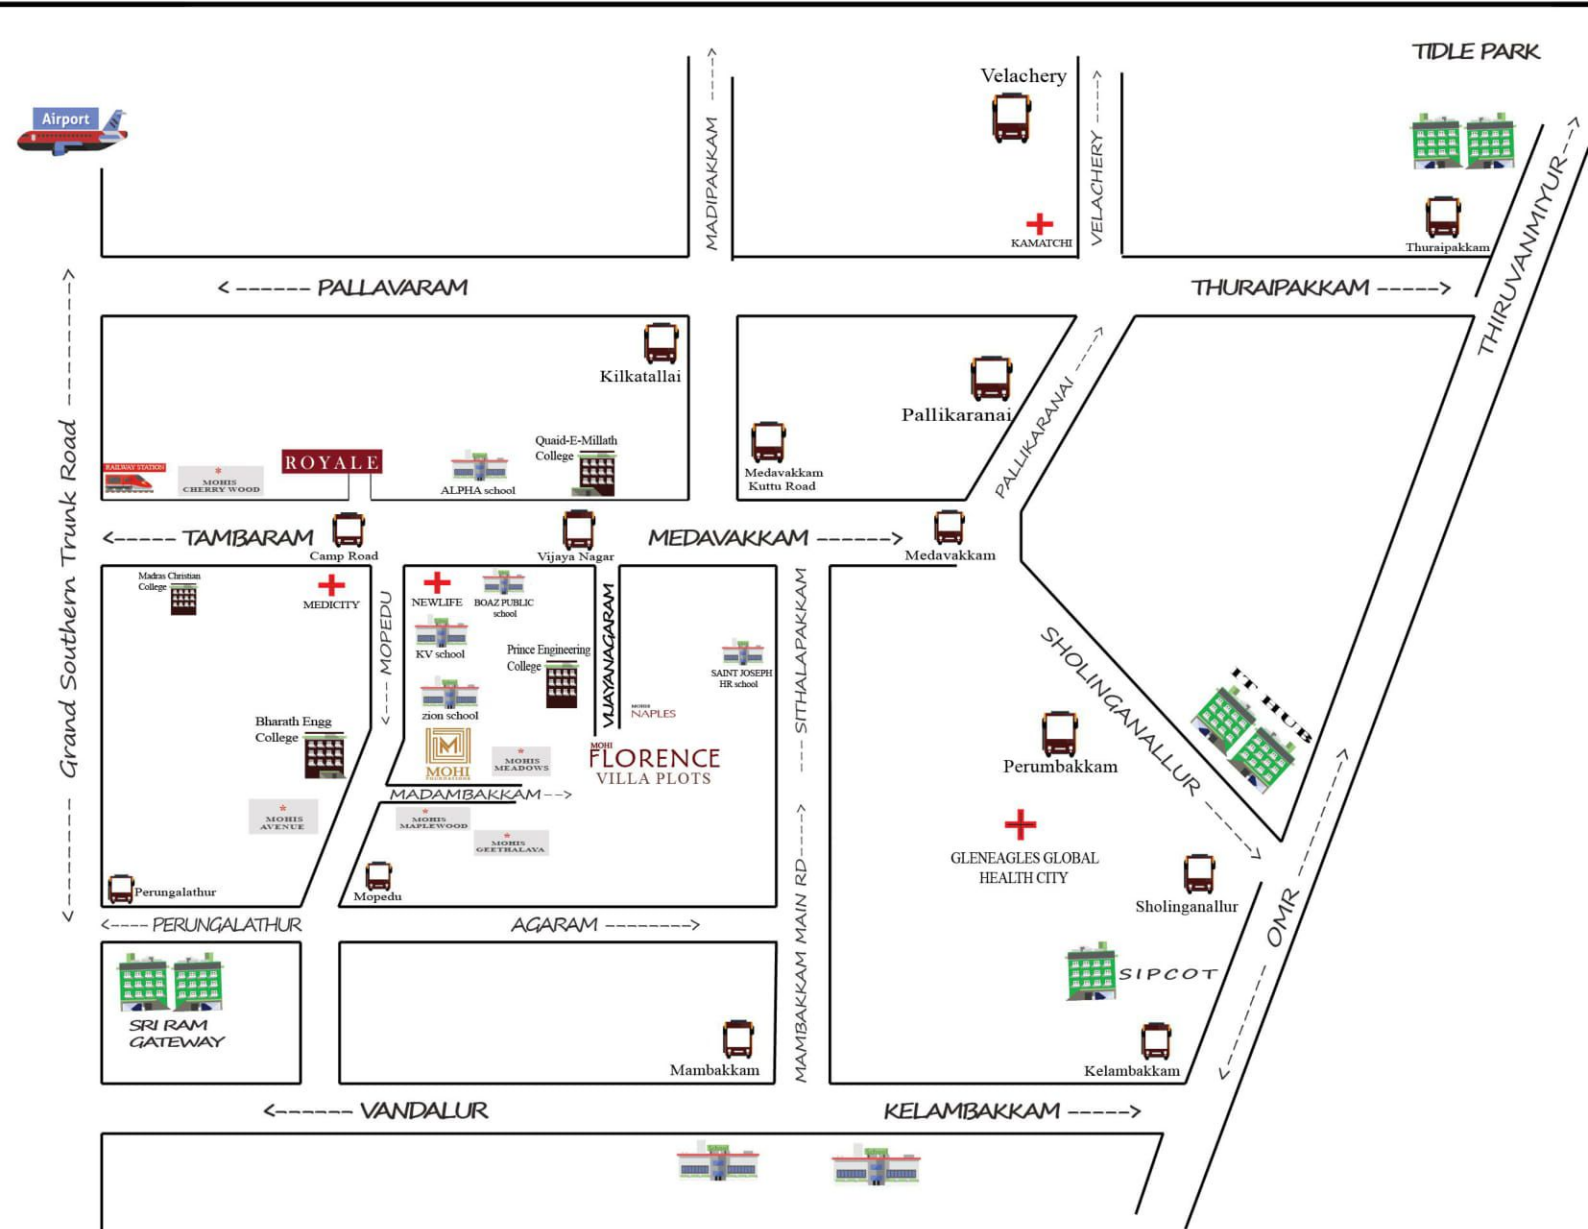 TIDLE PARK
Velachery
Airport
MADIPAKKAM
VELACHERY
THIRUVANMIYUR
KAMATCHI
Thuraipakkam
PALLAVARAM
THURAIPAKKAM
Grand Southern Trunk Road
Kilkatallai
Pallikaranai
PALLIKARANAI
Quaid-E-Millath
College
RAILWAY STATION
MOHIS
CHERRY WOOD
ROYALE
ALPHA school
Medavakkam
Kuttu Road
TAMBARAM
Camp Road
Vijaya Nagar
MEDAVAKKAM
Medavakkam
Madras Christian
College
MEDICITY
MOPEDU
NEWLIFE
BOAZ PUBLIC
school
KV school
Prince Engineering
College
VIJAYANAGARAM
SAINT JOSEPH
HR school
SITHALAPAKKAM
SHOLINGANALLUR
IT HUB
zion school
MOHIS
NAPLES
Bharath Engg
College
MOHI
FOUNDATIONS
MOHIS
MEADOWS
MOHI
FLORENCE
VILLA PLOTS
Perumbakkam
MADAMBAKKAM
MOHIS
AVENUE
MOHIS
MAPLEWOOD
MOHIS
GEETHALAYA
GLENEAGLES GLOBAL
HEALTH CITY
Perungalathur
Mopedu
Sholinganallur
PERUNGALATHUR
AGARAM
MAMBAKKAM MAIN RD
OMR
SIPCOT
SRI RAM
GATEWAY
Mambakkam
Kelambakkam
VANDALUR
KELAMBAKKAM